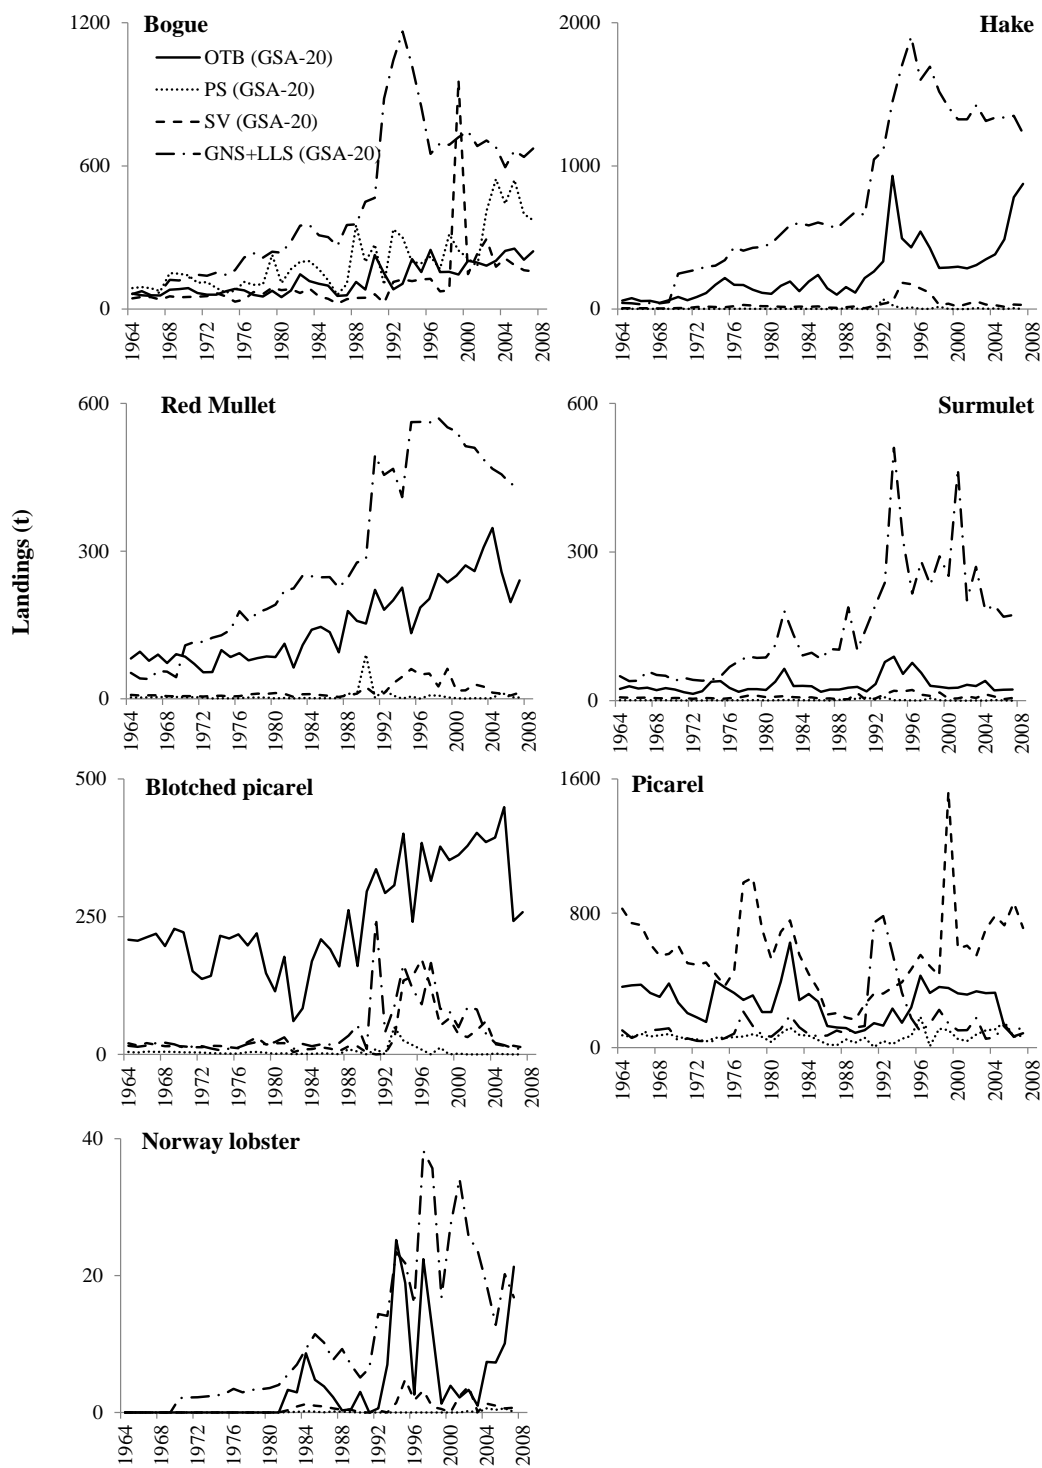 Landings (t)
Bogue
1200
600
0
OTB (GSA-20)
PS (GSA-20)
SV (GSA-20)
GNS+LLS (GSA-20)
1964 1968 1972 1976 1980 1984 1988 1992 1996 2000 2004 2008
Hake
2000
1000
0
1964 1968 1972 1976 1980 1984 1988 1992 1996 2000 2004 2008
Red Mullet
600
300
0
1964 1968 1972 1976 1980 1984 1988 1992 1996 2000 2004 2008
Surmulet
600
300
0
1964 1968 1972 1976 1980 1984 1988 1992 1996 2000 2004 2008
Blotched picarel
500
250
0
1964 1968 1972 1976 1980 1984 1988 1992 1996 2000 2004 2008
Picarel
1600
800
0
1964 1968 1972 1976 1980 1984 1988 1992 1996 2000 2004 2008
Norway lobster
40
20
0
1964 1968 1972 1976 1980 1984 1988 1992 1996 2000 2004 2008